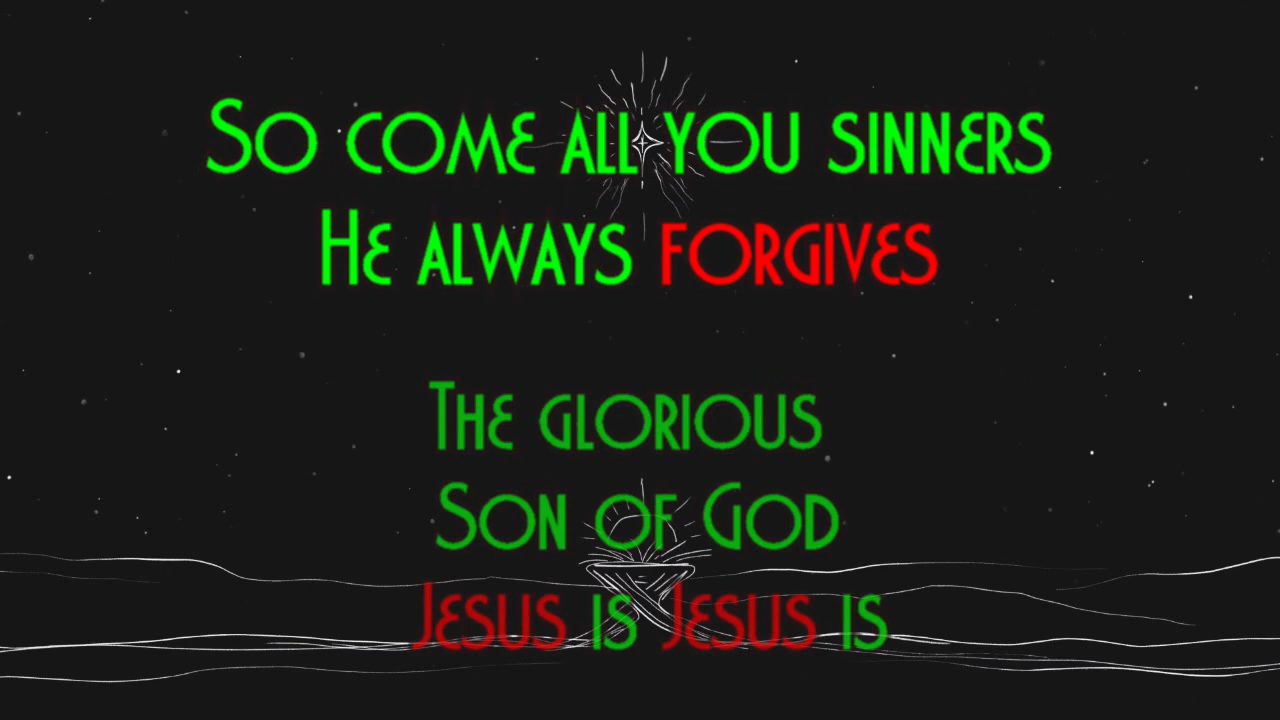 So come all you sinners
He always forgives
The glorious
Son of God
Jesus is Jesus is